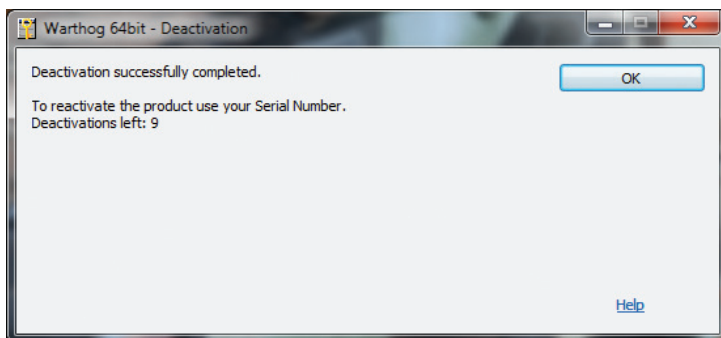 Warthog 64bit - Deactivation
Deactivation successfully completed.
OK
To reactivate the product use your Serial Number.
Deactivations left: 9
Help